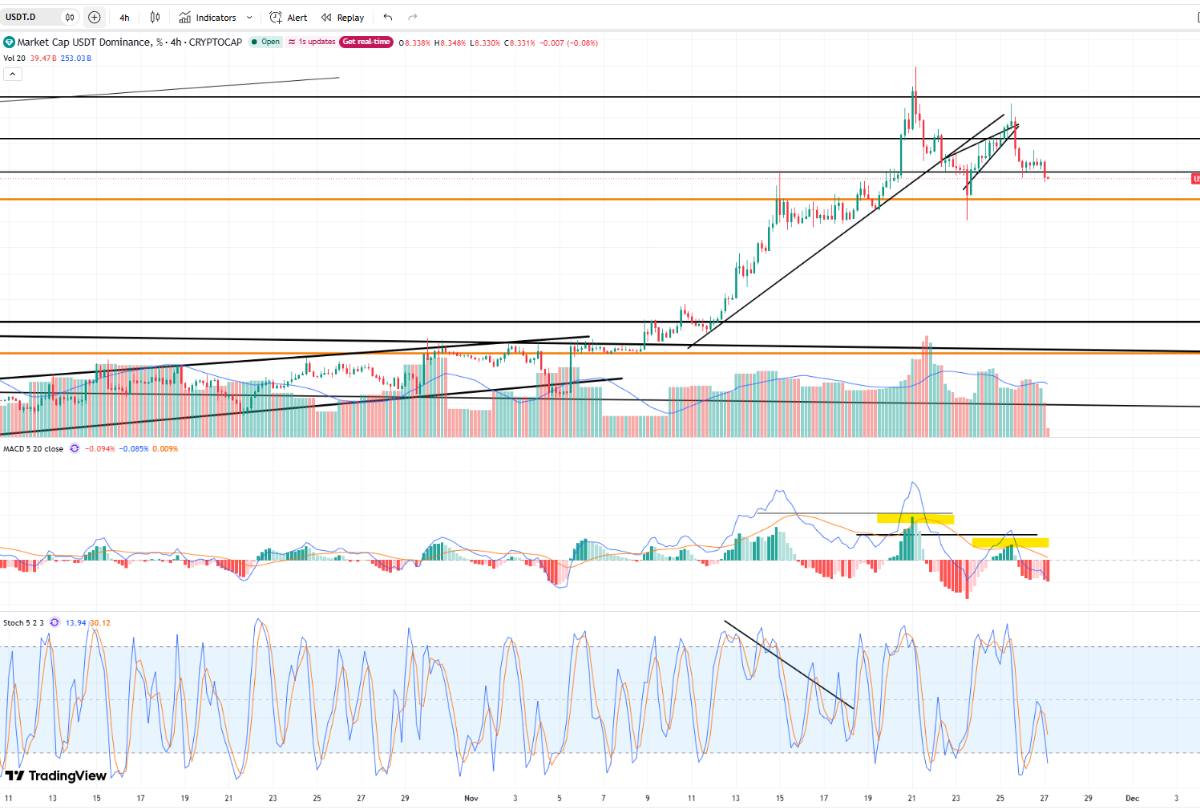 USDT.D 4h Indicators Alert Replay
Market Cap USDT Dominance, % · 4h · CRYPTOCAP Open 1s updates Get real-time O8.338% H8.348% L8.330% C8.331% -0.007 (-0.08%)
Vol 20 39.47B 253.03B
MACD 5 20 close -0.094% -0.085% 0.009%
Stoch 5 2 3 13.94 30.12
TradingView
11 13 15 17 19 21 23 25 27 29 Nov 3 5 7 9 11 13 15 17 19 21 23 25 27 29 Dec 3